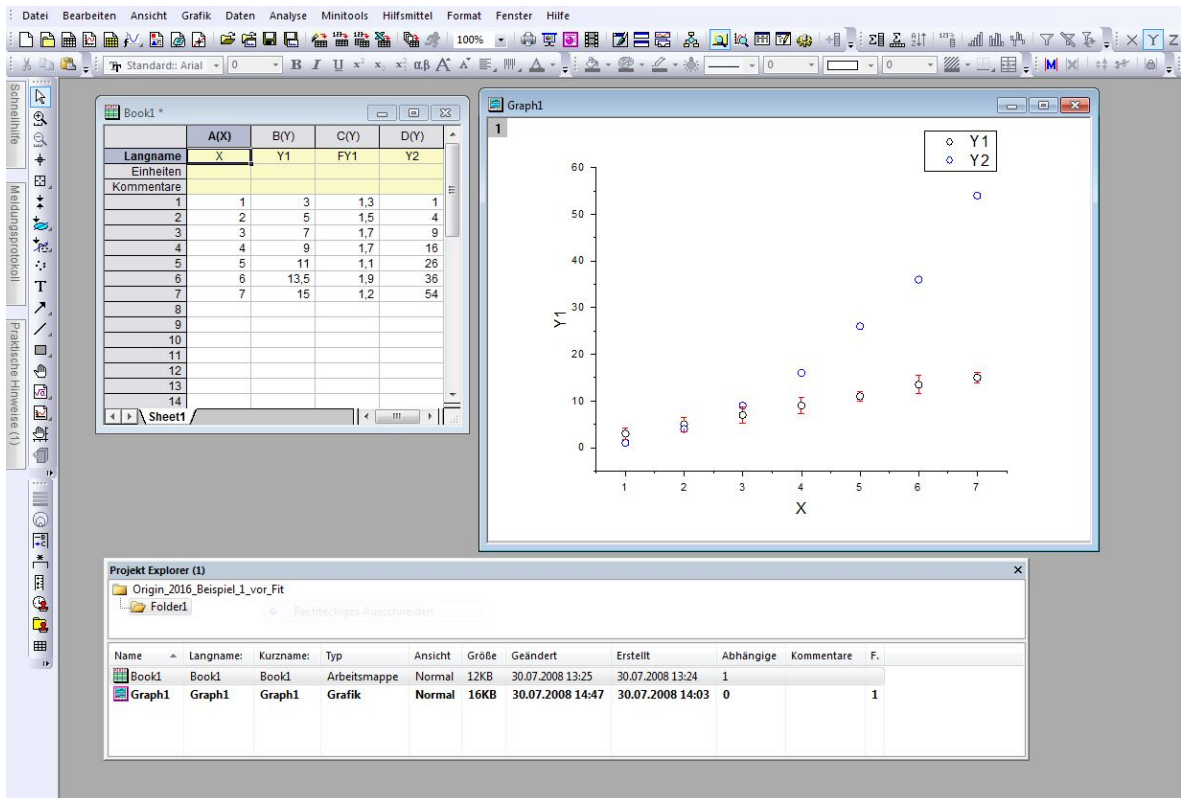 Datei Bearbeiten Ansicht Grafik Daten Analyse Minitools Hilfsmittel Format Fenster Hilfe
100%
Standard:: Arial 0 B I U x² x₂ αβ A A 0 0 M X Y Z
Schnellhilfe
Meldungsprotokoll
Praktische Hinweise (1)
T
Book1 *
A(X) B(Y) C(Y) D(Y)
Langname X Y1 FY1 Y2
Einheiten
Kommentare
1 1 3 1,3 1
2 2 5 1,5 4
3 3 7 1,7 9
4 4 9 1,7 16
5 5 11 1,1 26
6 6 13,5 1,9 36
7 7 15 1,2 54
8
9
10
11
12
13
14
Sheet1
Graph1
1
Y1
Y2
60
50
40
30
20
10
0
Y1
1 2 3 4 5 6 7
X
Projekt Explorer (1)
Origin_2016_Beispiel_1_vor_Fit
Folder1
Rechteckiges Ausschneiden
Name Langname: Kurzname: Typ Ansicht Größe Geändert Erstellt Abhängige Kommentare F.
Book1 Book1 Book1 Arbeitsmappe Normal 12KB 30.07.2008 13:25 30.07.2008 13:24 1
Graph1 Graph1 Graph1 Grafik Normal 16KB 30.07.2008 14:47 30.07.2008 14:03 0 1